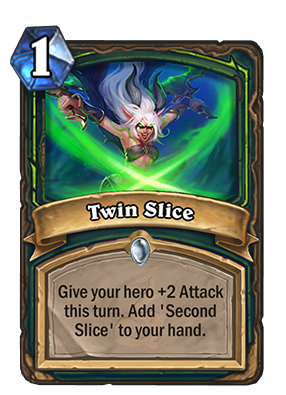 1
Twin Slice
Give your hero +2 Attack
this turn. Add 'Second
Slice' to your hand.